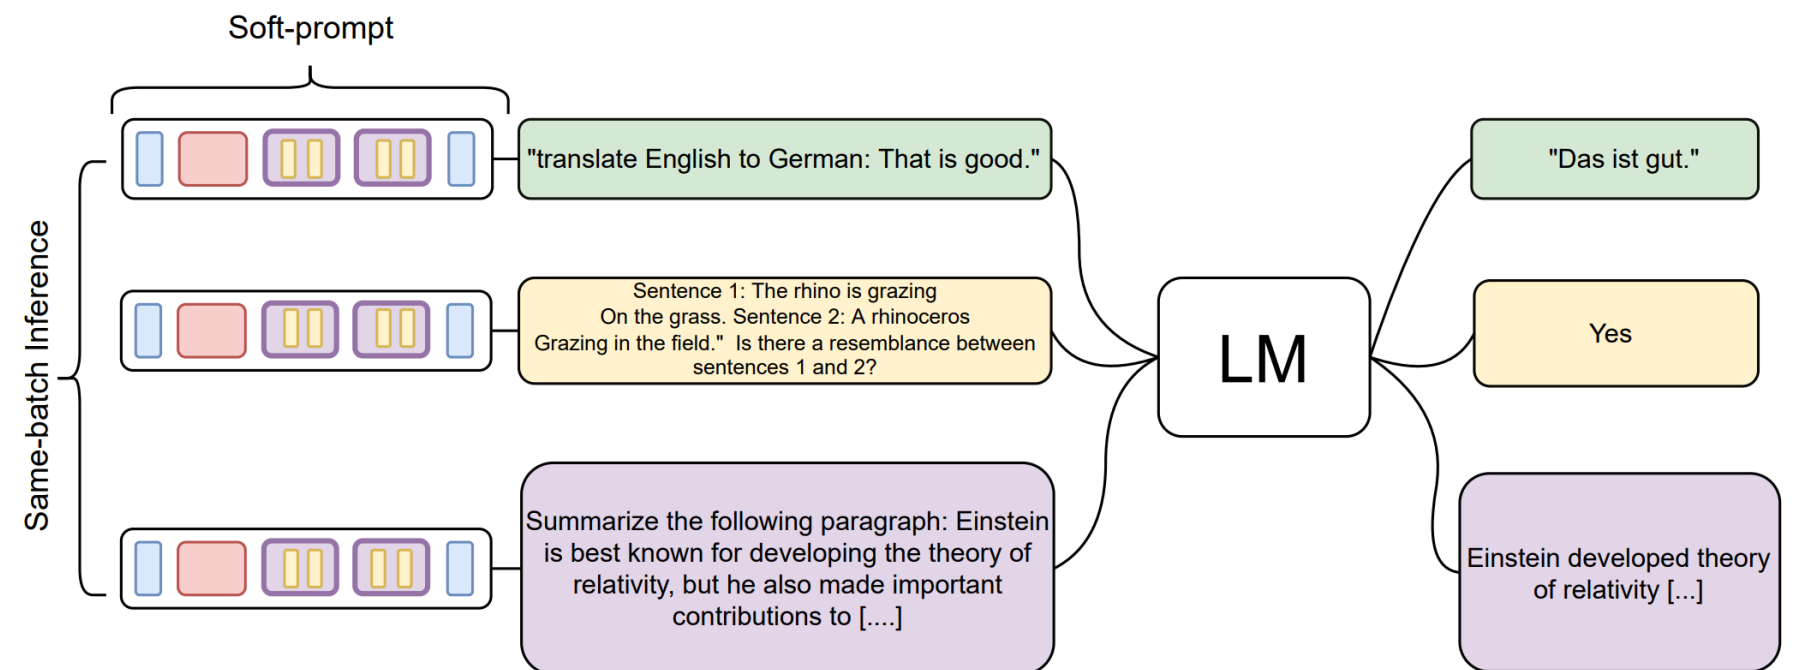 Soft-prompt
Same-batch Inference
"translate English to German: That is good."
"Das ist gut."
Sentence 1: The rhino is grazing
On the grass. Sentence 2: A rhinoceros
Grazing in the field."  Is there a resemblance between
sentences 1 and 2?
LM
Yes
Summarize the following paragraph: Einstein
is best known for developing the theory of
relativity, but he also made important
contributions to [....]
Einstein developed theory
of relativity [...]